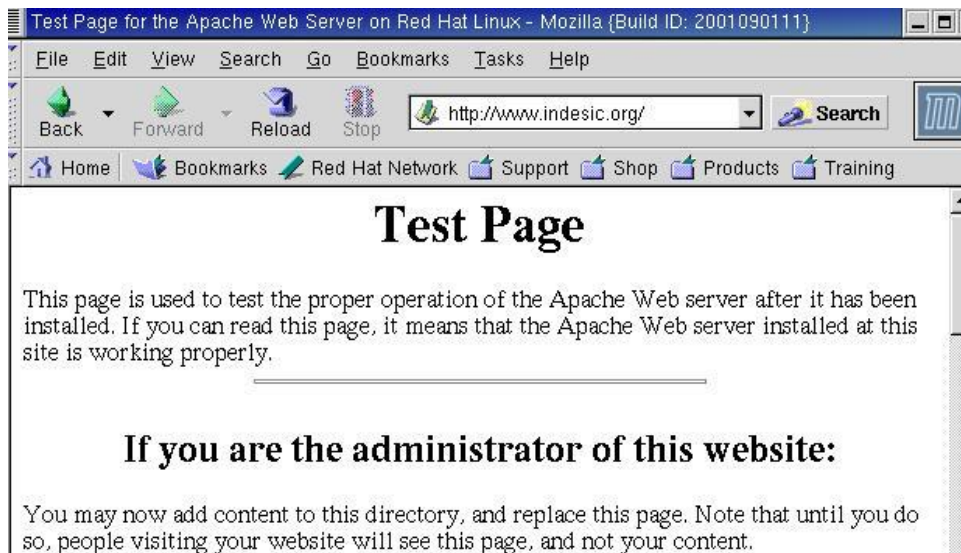 Test Page for the Apache Web Server on Red Hat Linux - Mozilla {Build ID: 2001090111}
File Edit View Search Go Bookmarks Tasks Help
Back Forward Reload Stop http://www.indesic.org/ Search
Home Bookmarks Red Hat Network Support Shop Products Training
Test Page
This page is used to test the proper operation of the Apache Web server after it has been
installed. If you can read this page, it means that the Apache Web server installed at this
site is working properly.
If you are the administrator of this website:
You may now add content to this directory, and replace this page. Note that until you do
so, people visiting your website will see this page, and not your content.